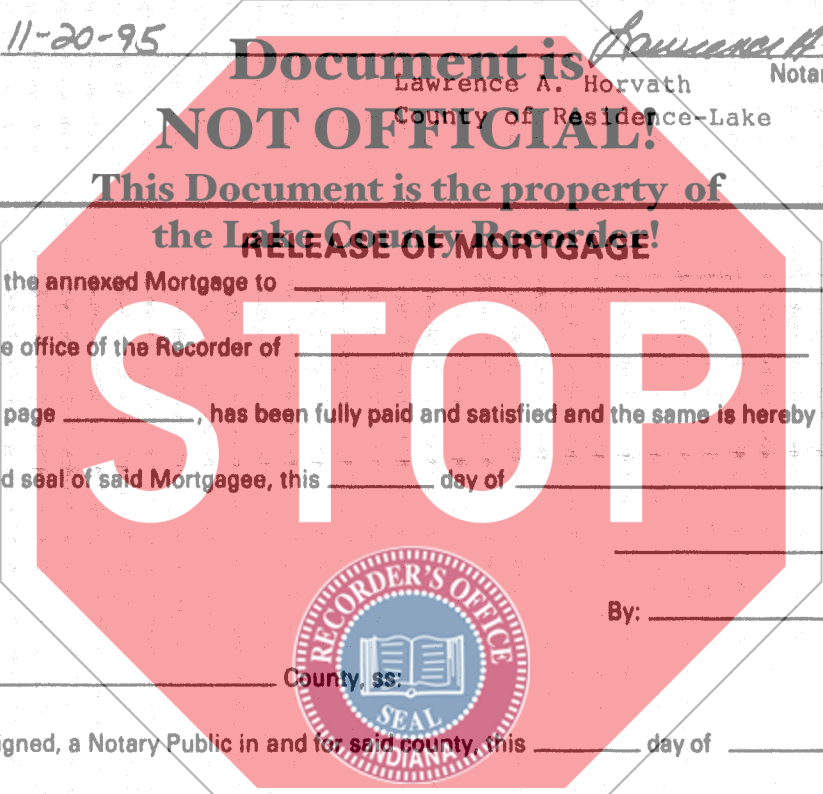 11-20-95
Document is
Lawrence A. Horvath
Notar
NOT OFFICIAL!
County of Residence-Lake
This Document is the property of
the Lake County Recorder!
RELEASE OF MORTGAGE
the annexed Mortgage to
e office of the Recorder of
STOP
page ________, has been fully paid and satisfied and the same is hereby
d seal of said Mortgagee, this ________ day of
RECORDER'S OFFICE
By:
County, ss:
SEAL
INDIANA
igned, a Notary Public in and for said county, this ________ day of